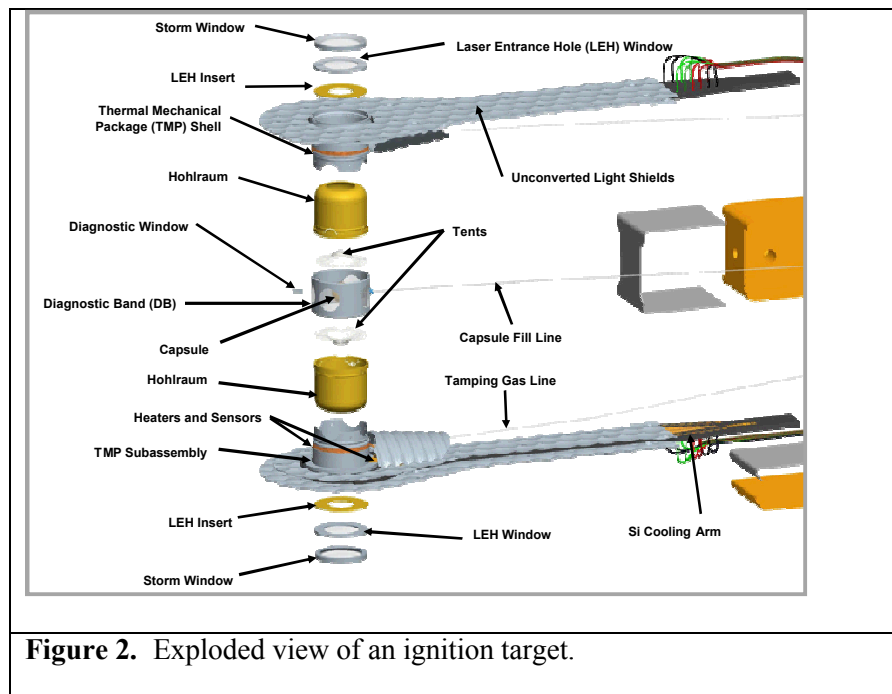 Storm Window
Laser Entrance Hole (LEH) Window
LEH Insert
Thermal Mechanical
Package (TMP) Shell
Unconverted Light Shields
Hohlraum
Diagnostic Window
Tents
Diagnostic Band (DB)
Capsule
Capsule Fill Line
Hohlraum
Tamping Gas Line
Heaters and Sensors
TMP Subassembly
LEH Insert
LEH Window
Si Cooling Arm
Storm Window
Figure 2. Exploded view of an ignition target.